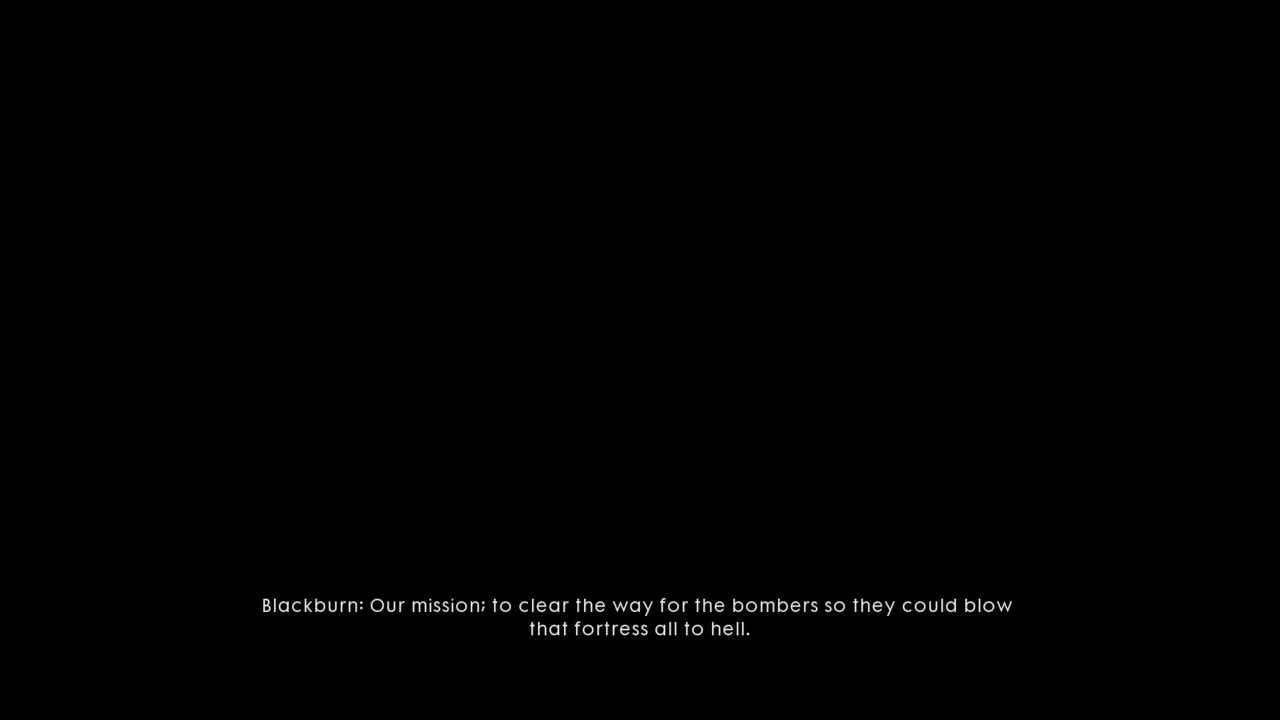 Blackburn: Our mission; to clear the way for the bombers so they could blow
that fortress all to hell.